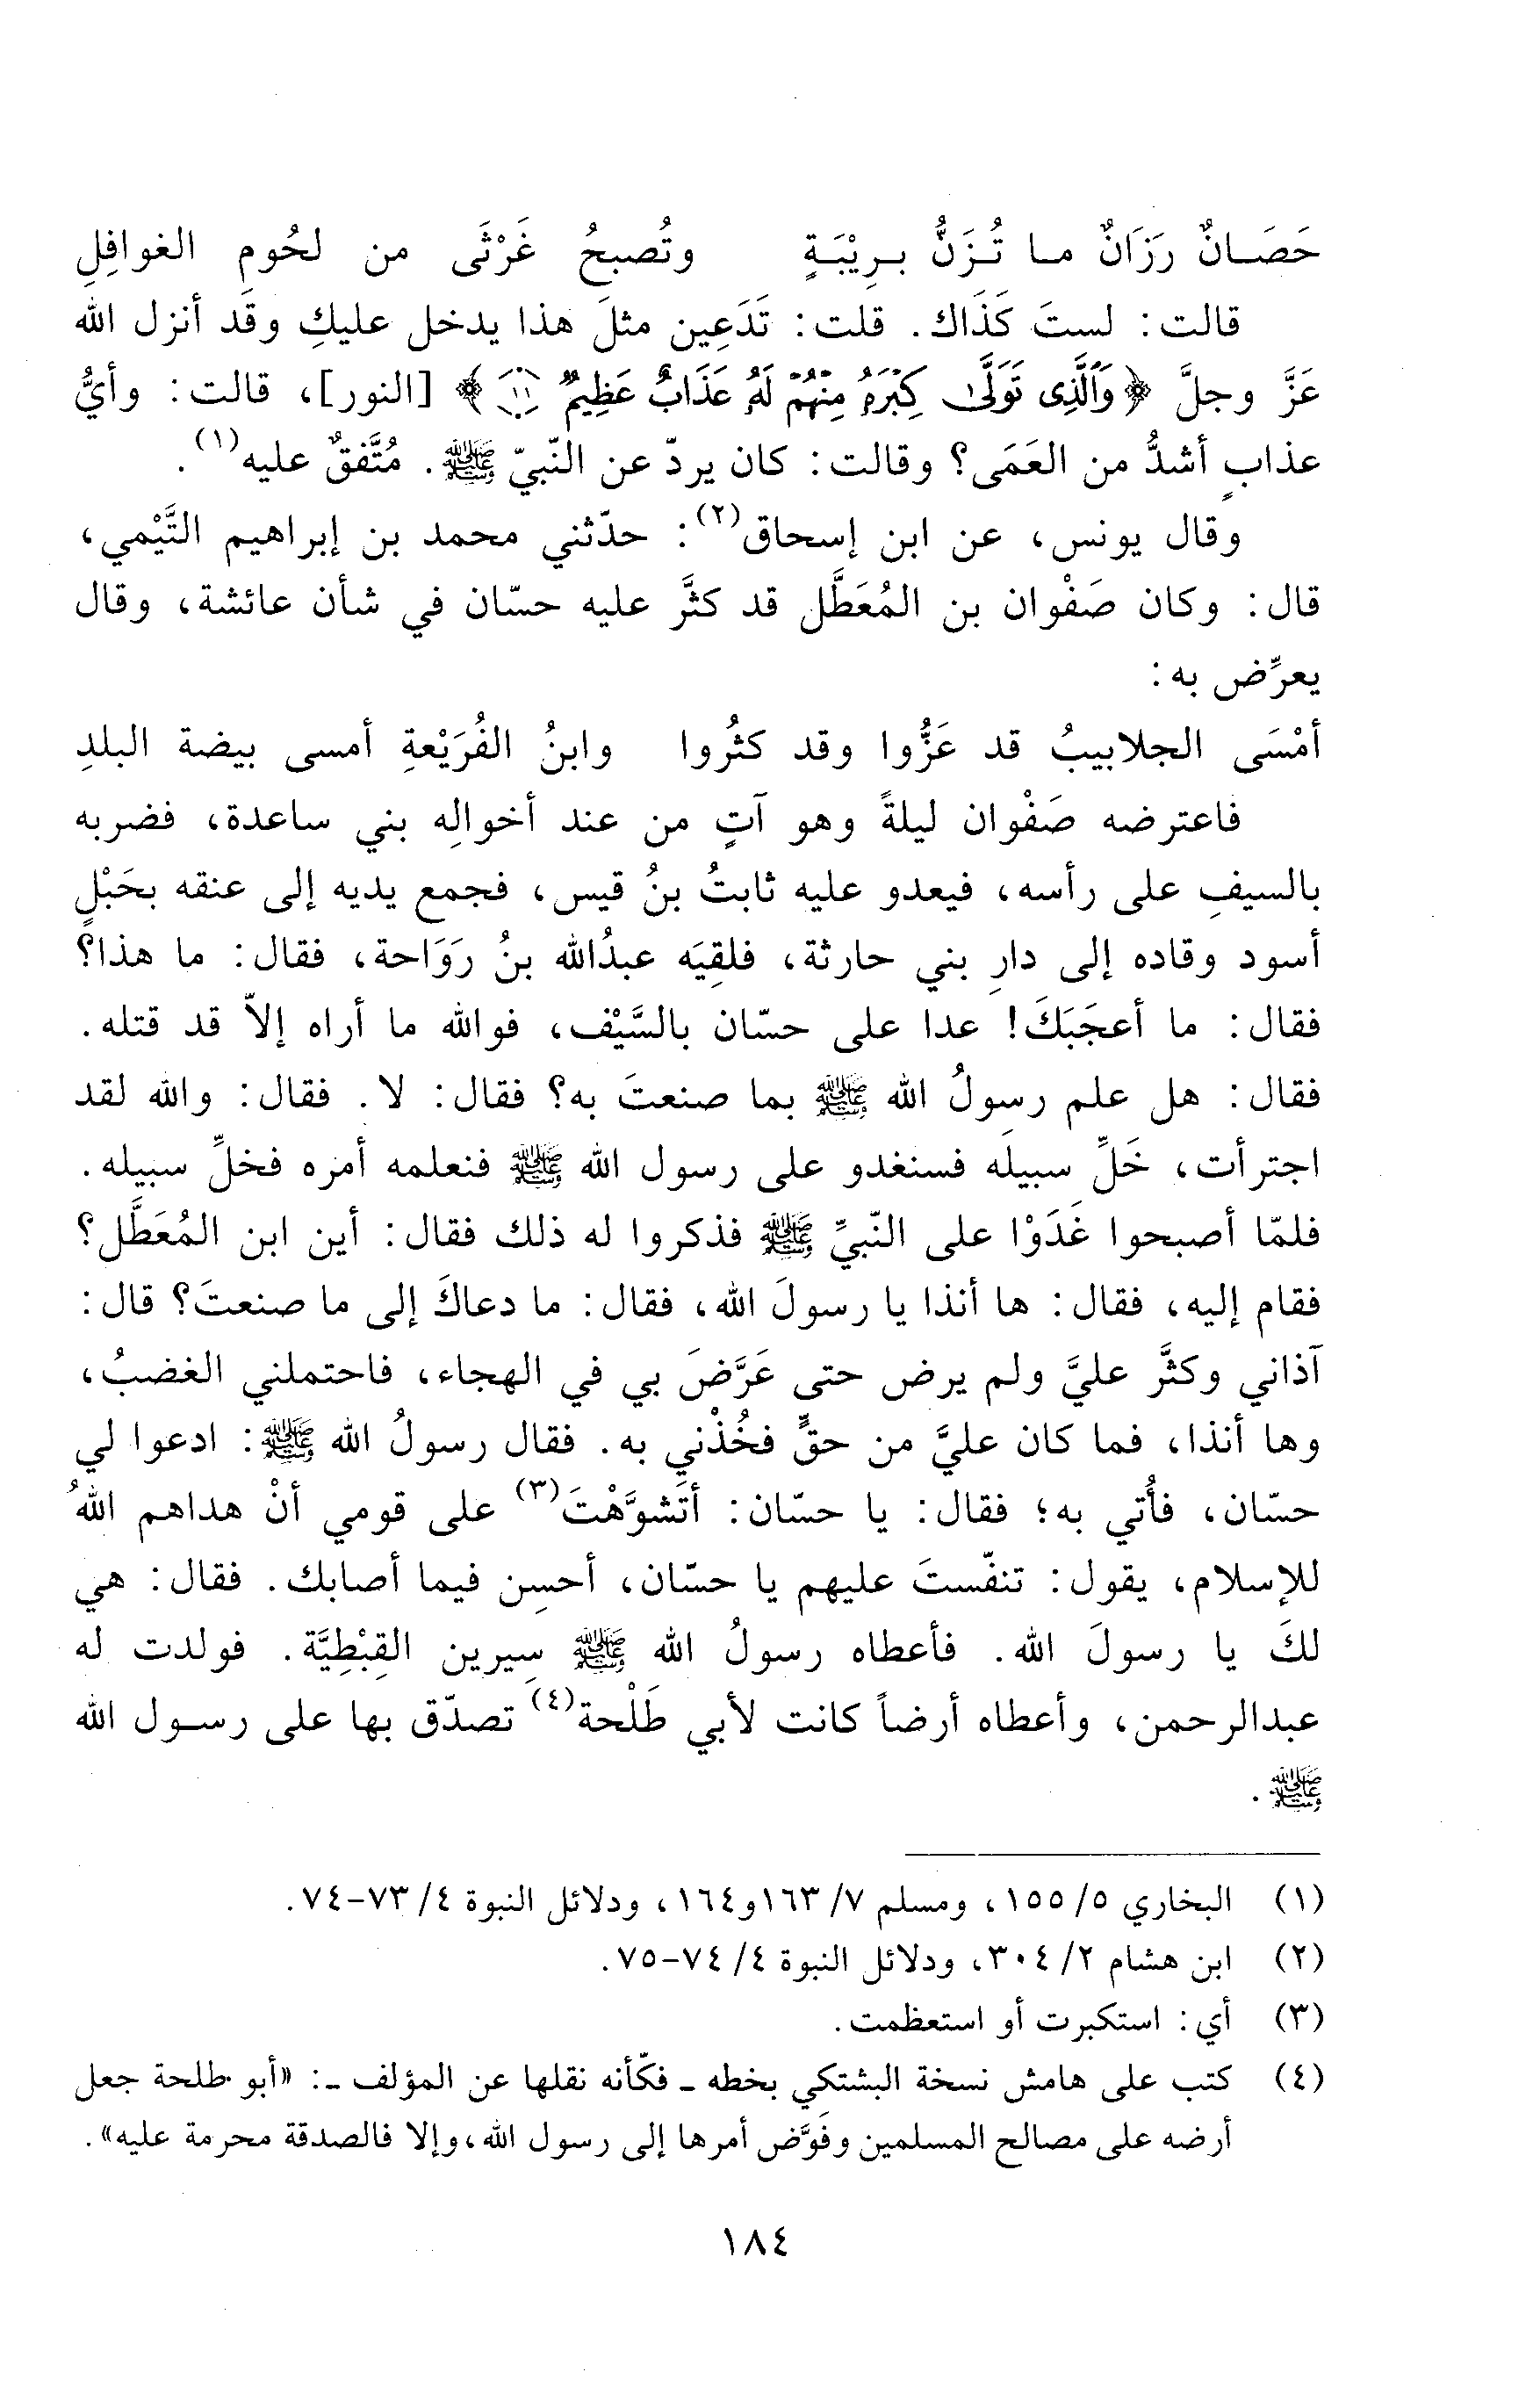 حَصَـانٌ رَزَانٌ مـا تُـزَنُّ بـرِيْبَـةٍ وتُصبحُ غَرْثَى من لحُومِ الغوافِلِ
قالت: لستَ كَذَاك. قلت: تَدَعِين مثلَ هذا يدخل عليكِ وقَد أنزل الله
عَزَّ وجلَّ ﴿وَٱلَّذِى تَوَلَّىٰ كِبْرَهُۥ مِنْهُمْ لَهُۥ عَذَابٌ عَظِيمٌ ١١﴾ [النور]، قالت: وأيُّ
عذابٍ أشدُّ من العَمَى؟ وقالت: كان يردّ عن النّبيّ ﷺ. مُتَّفقٌ عليه(١).
وقال يونس، عن ابن إسحاق(٢): حدّثني محمد بن إبراهيم التَّيْمي،
قال: وكان صَفْوان بن المُعَطَّل قد كثَّر عليه حسّان في شأن عائشة، وقال
يعرِّض به:
أمْسَى الجلابيبُ قد عَزُّوا وقد كثُروا وابنُ الفُرَيْعةِ أمسى بيضة البلدِ
فاعترضه صَفْوان ليلةً وهو آتٍ من عند أخوالِه بني ساعدة، فضربه
بالسيفِ على رأسه، فيعدو عليه ثابتُ بنُ قيس، فجمع يديه إلى عنقه بحَبْلٍ
أسود وقاده إلى دارِ بني حارثة، فلقِيَه عبدُالله بنُ رَوَاحة، فقال: ما هذا؟
فقال: ما أعجَبَكَ! عدا على حسّان بالسَّيْف، فوالله ما أراه إلاّ قد قتله.
فقال: هل علم رسولُ الله ﷺ بما صنعتَ به؟ فقال: لا. فقال: والله لقد
اجترأت، خَلِّ سبيلَه فسنغدو على رسول الله ﷺ فنعلمه أمره فخلِّ سبيله.
فلمّا أصبحوا غَدَوْا على النّبيِّ ﷺ فذكروا له ذلك فقال: أين ابن المُعَطَّل؟
فقام إليه، فقال: ها أنذا يا رسولَ الله، فقال: ما دعاكَ إلى ما صنعتَ؟ قال:
آذاني وكثَّر عليَّ ولم يرض حتى عَرَّضَ بي في الهجاء، فاحتملني الغضبُ،
وها أنذا، فما كان عليَّ من حقٍّ فخُذْني به. فقال رسولُ الله ﷺ: ادعوا لي
حسّان، فأُتي به؛ فقال: يا حسّان: أتَشوَّهْتَ(٣) على قومي أنْ هداهم اللهُ
للإسلام، يقول: تنفّستَ عليهم يا حسّان، أحسِن فيما أصابك. فقال: هي
لكَ يا رسولَ الله. فأعطاه رسولُ الله ﷺ سِيرين القِبْطِيَّة. فولدت له
عبدالرحمن، وأعطاه أرضاً كانت لأبي طَلْحة(٤) تصدّق بها على رسـول الله
ﷺ.
(١) البخاري ٥/ ١٥٥، ومسلم ٧/ ١٦٣و١٦٤، ودلائل النبوة ٤/ ٧٣-٧٤.
(٢) ابن هشام ٢/ ٣٠٤، ودلائل النبوة ٤/ ٧٤-٧٥.
(٣) أي: استكبرت أو استعظمت.
(٤) كتب على هامش نسخة البشتكي بخطه ـ فكّأنه نقلها عن المؤلف ـ: «أبو طلحة جعل
أرضه على مصالح المسلمين وفَوَّض أمرها إلى رسول الله، وإلا فالصدقة محرمة عليه».
١٨٤